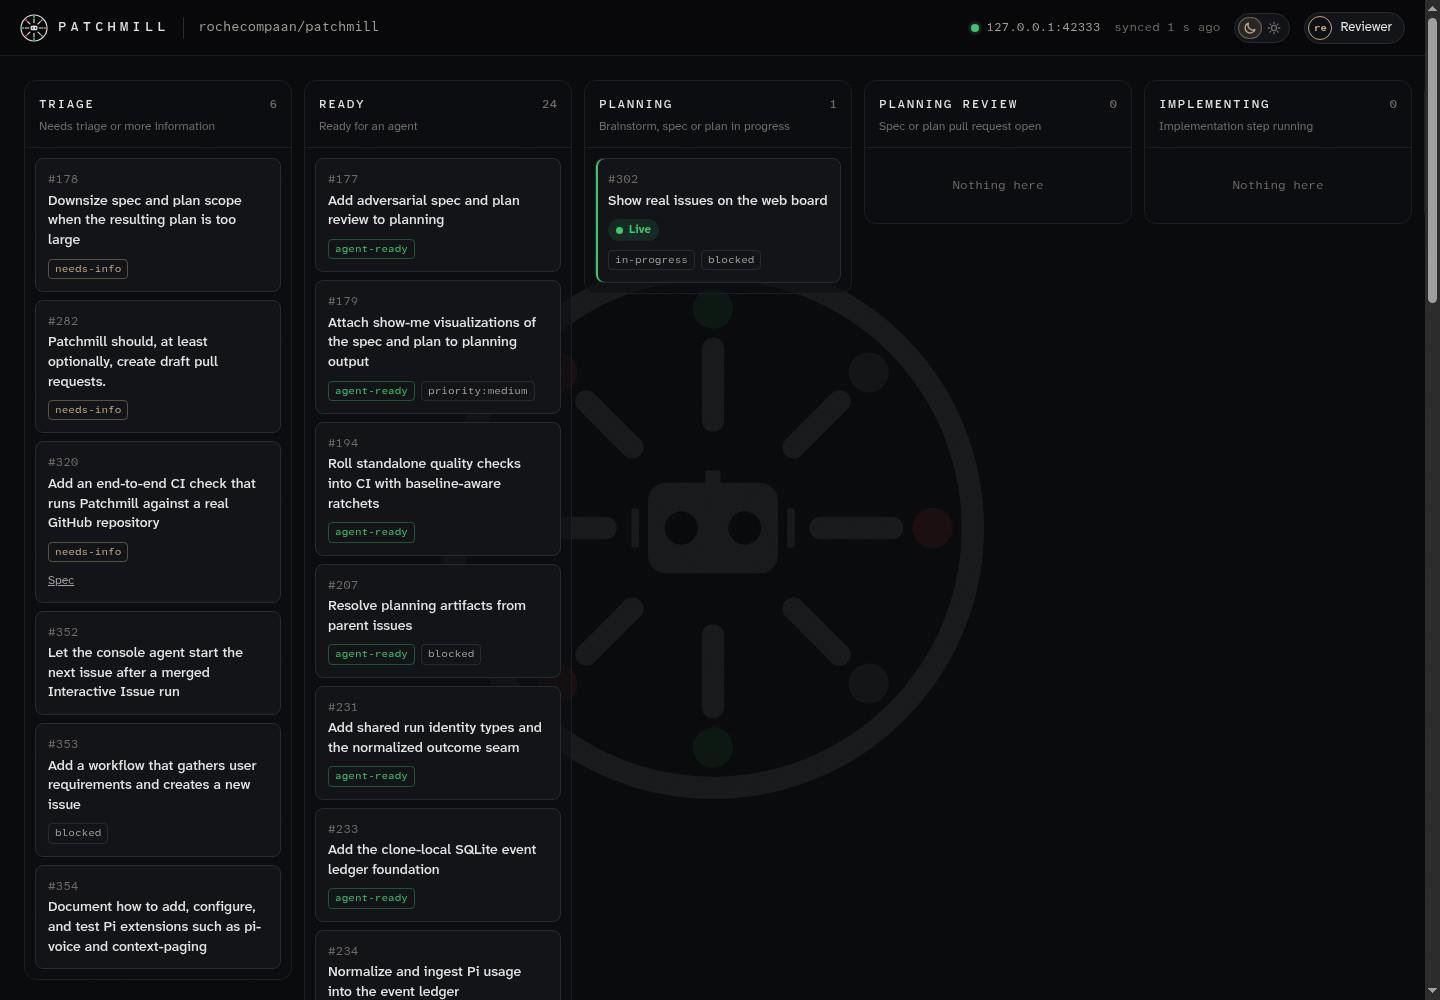 PATCHMILL
rochecompaan/patchmill
127.0.0.1:42333
synced 1 s ago
re
Reviewer
TRIAGE
6
Needs triage or more information
#178
Downsize spec and plan scope
when the resulting plan is too
large
needs-info
#282
Patchmill should, at least
optionally, create draft pull
requests.
needs-info
#320
Add an end-to-end CI check that
runs Patchmill against a real
GitHub repository
needs-info
Spec
#352
Let the console agent start the
next issue after a merged
Interactive Issue run
#353
Add a workflow that gathers user
requirements and creates a new
issue
blocked
#354
Document how to add, configure,
and test Pi extensions such as pi-
voice and context-paging
READY
24
Ready for an agent
#177
Add adversarial spec and plan
review to planning
agent-ready
#179
Attach show-me visualizations of
the spec and plan to planning
output
agent-ready
priority:medium
#194
Roll standalone quality checks
into CI with baseline-aware
ratchets
agent-ready
#207
Resolve planning artifacts from
parent issues
agent-ready
blocked
#231
Add shared run identity types and
the normalized outcome seam
agent-ready
#233
Add the clone-local SQLite event
ledger foundation
agent-ready
#234
Normalize and ingest Pi usage
into the event ledger
PLANNING
1
Brainstorm, spec or plan in progress
#302
Show real issues on the web board
Live
in-progress
blocked
PLANNING REVIEW
0
Spec or plan pull request open
Nothing here
IMPLEMENTING
0
Implementation step running
Nothing here